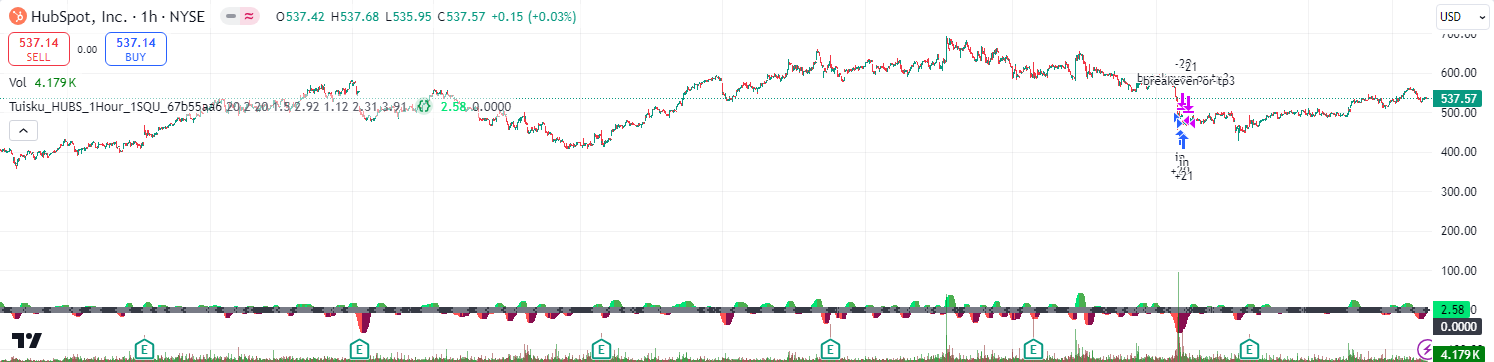 HubSpot, Inc. · 1h · NYSE
O537.42 H537.68 L535.95 C537.57 +0.15 (+0.03%)
USD
700.00
537.14
SELL
0.00
537.14
BUY
Vol 4.179 K
Tuisku_HUBS_1Hour_1SQU_67b55aa6 20 2 20 1.5 2.92 1.12 2.31 3.91 2.58 0.0000
-21
600.00
537.57
500.00
400.00
in
in
+21
300.00
200.00
100.00
2.58
0.0000
E
E
E
E
E
E
4.179 K